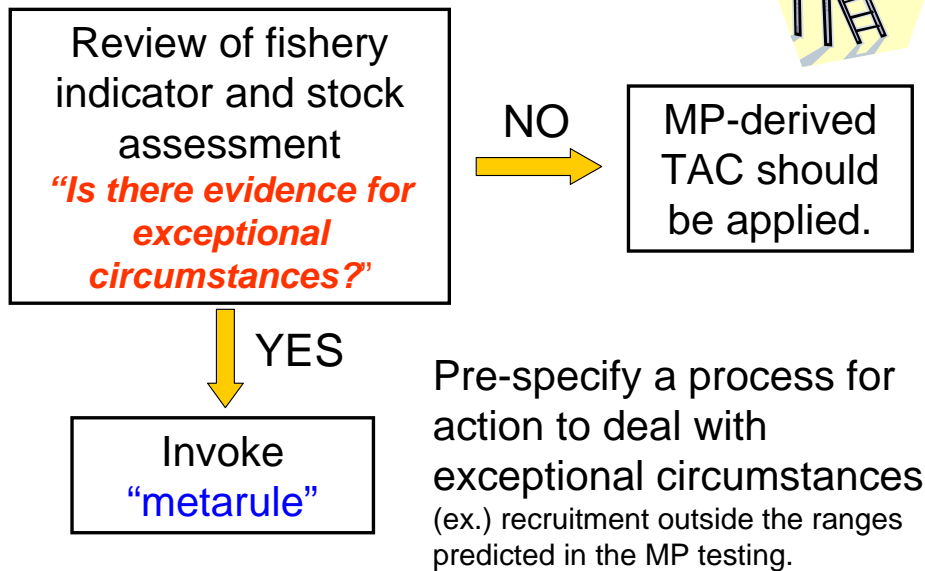 Review of fishery
indicator and stock
assessment
“Is there evidence for
exceptional
circumstances?”
NO
MP-derived
TAC should
be applied.
YES
Invoke
“metarule”
Pre-specify a process for
action to deal with
exceptional circumstances
(ex.) recruitment outside the ranges
predicted in the MP testing.